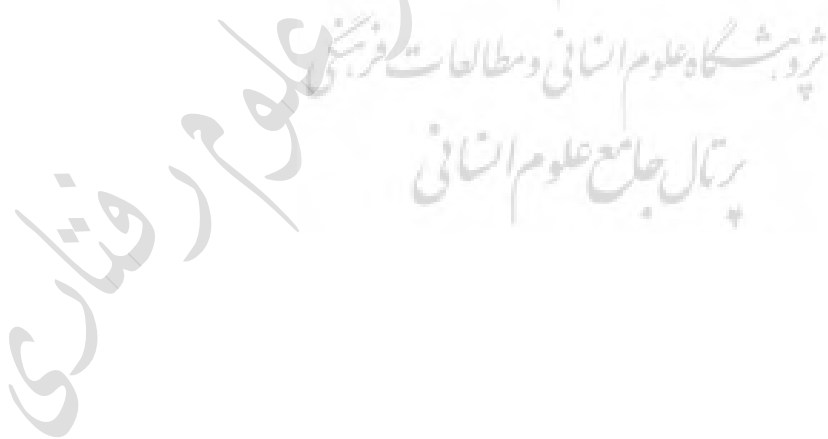 پژوهشگاه علوم انسانی و مطالعات فرهنگی
پرتال جامع علوم انسانی
علوم رفتاری